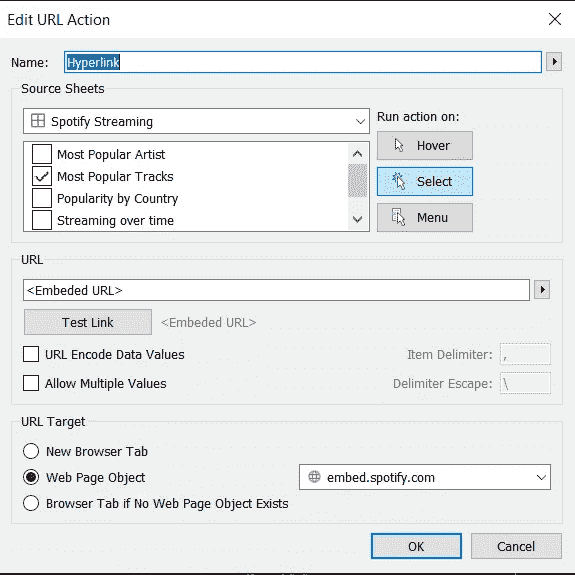 Edit URL Action
Name: Hyperlink
Source Sheets
Spotify Streaming
Run action on:
Most Popular Artist
Most Popular Tracks
Popularity by Country
Streaming over time
Hover
Select
Menu
URL
<Embeded URL>
Test Link <Embeded URL>
URL Encode Data Values Item Delimiter: ,
Allow Multiple Values Delimiter Escape: \
URL Target
New Browser Tab
Web Page Object embed.spotify.com
Browser Tab if No Web Page Object Exists
OK Cancel